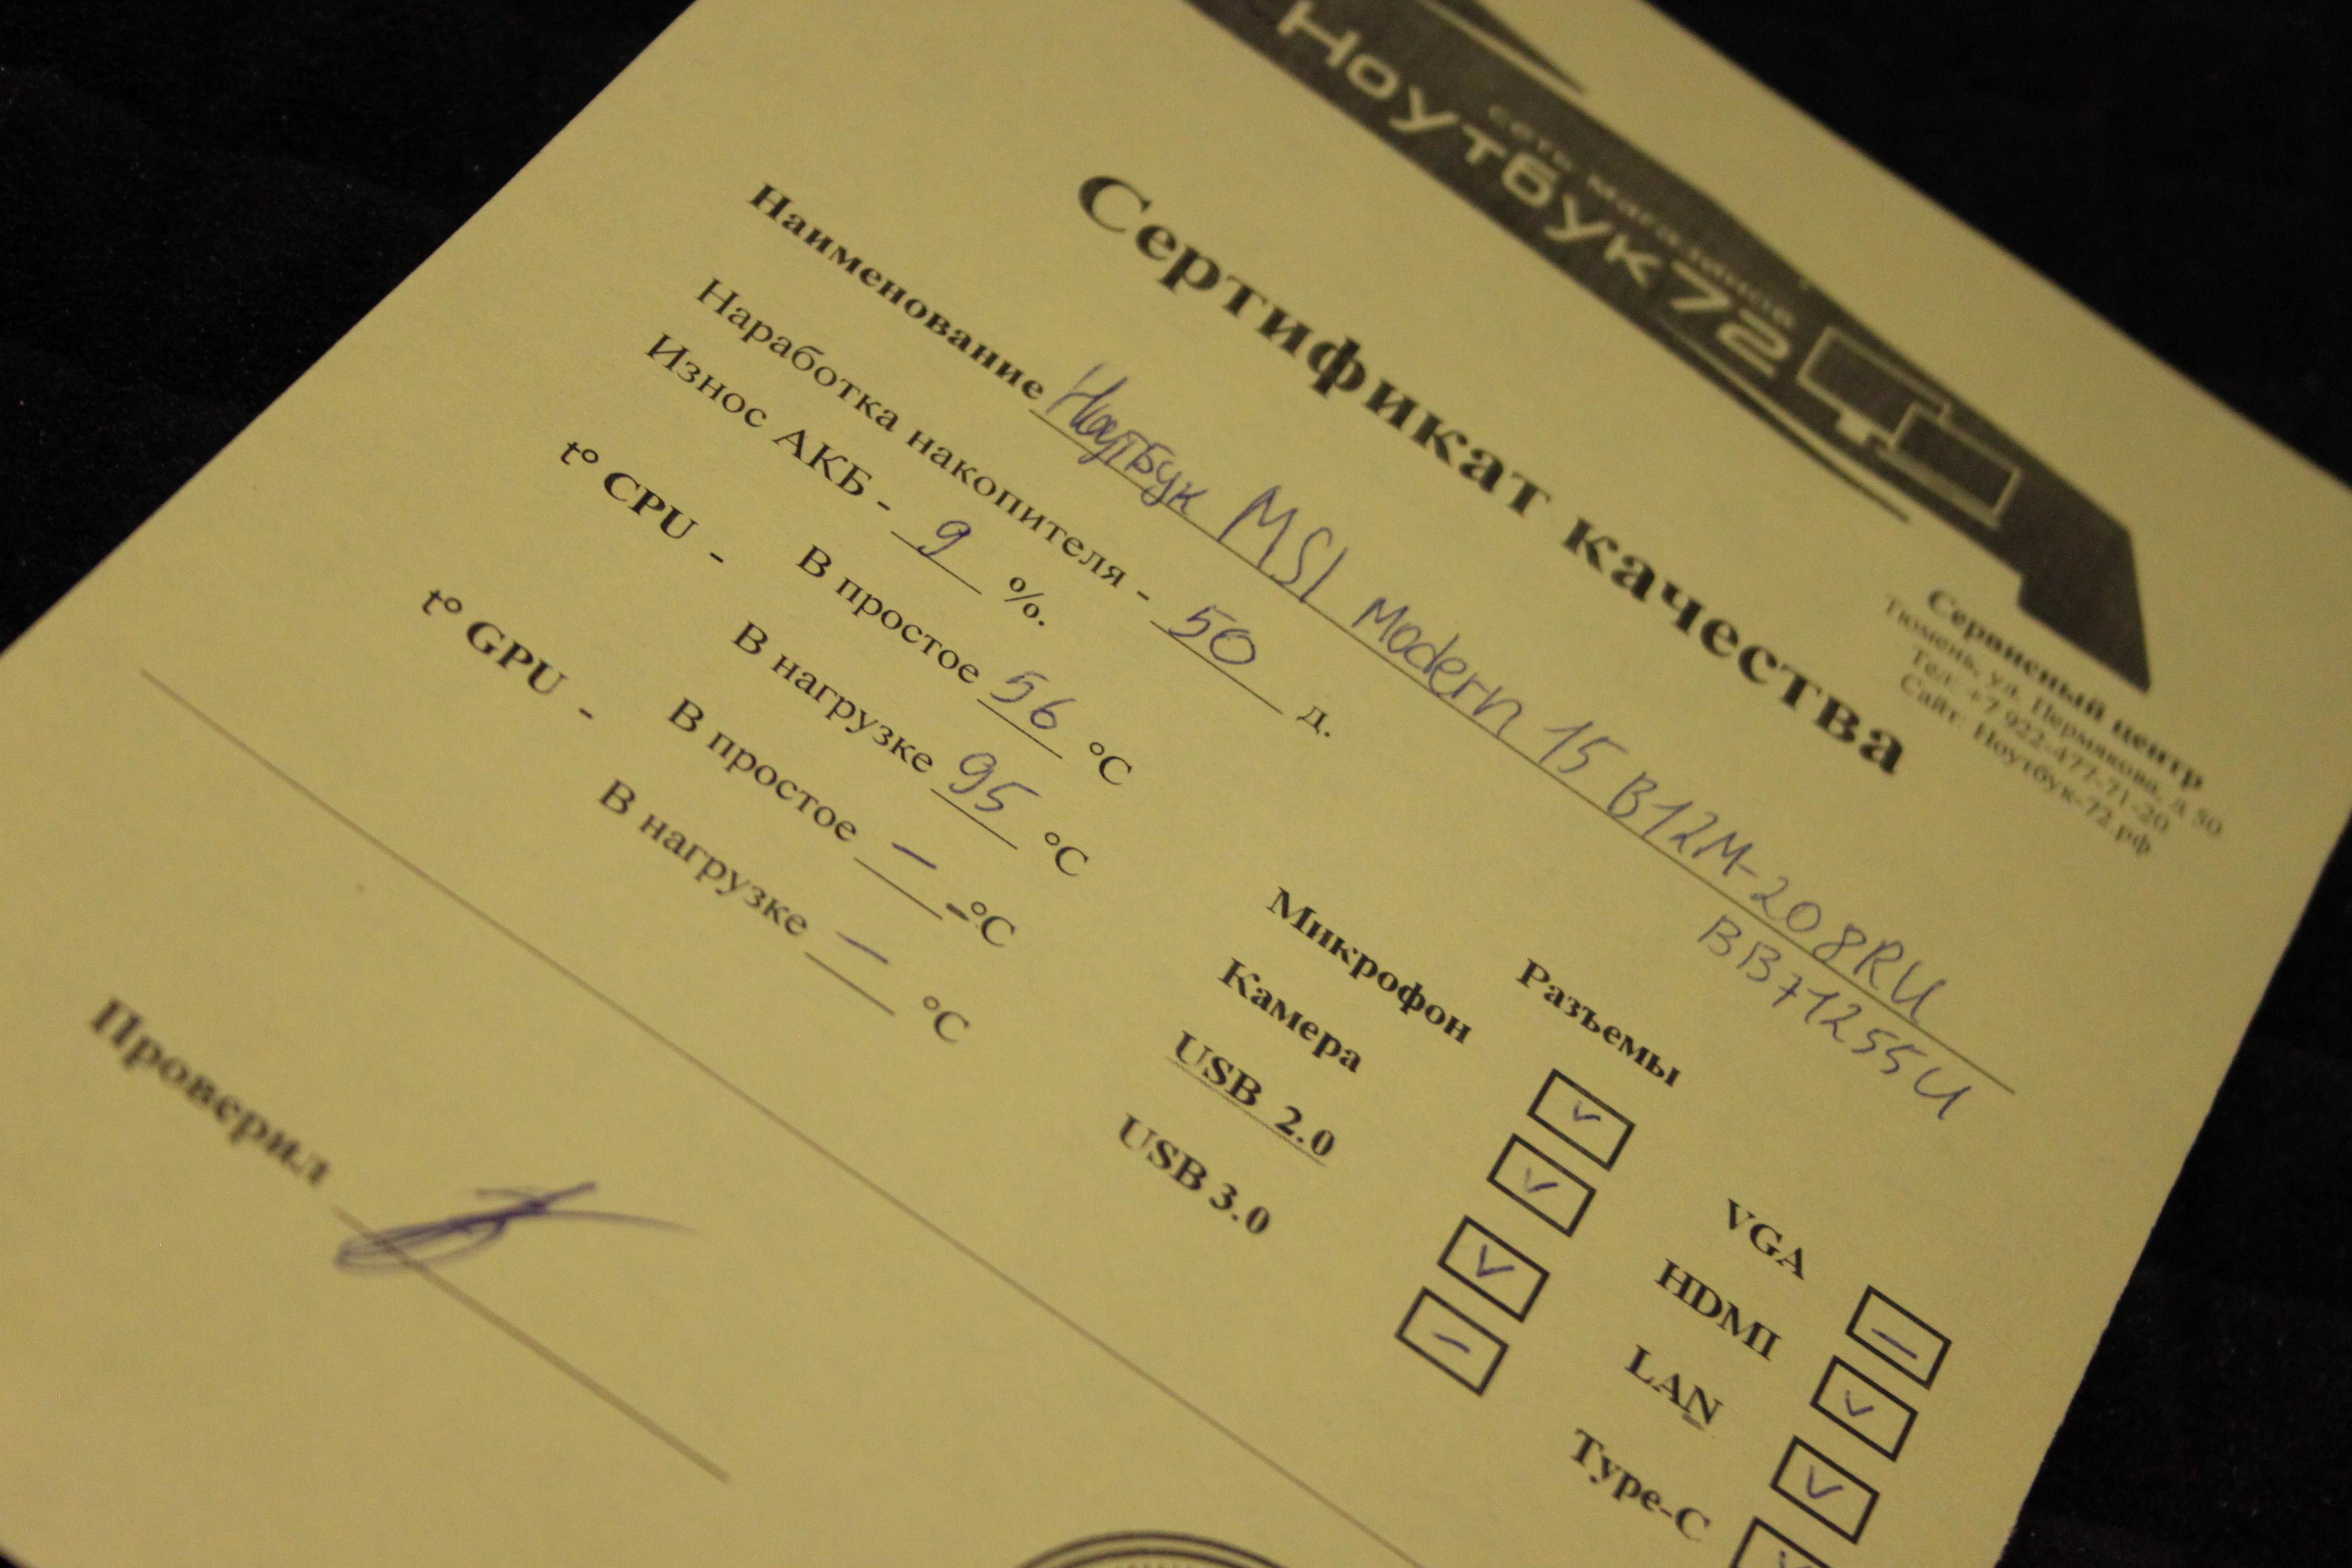 сеть магазинов
Ноутбук72
Сервисный центр
Тюмень, ул. Пермякова, д 50
Тел: +7 922-477-71-20
Сайт: Ноутбук-72.рф
Сертификат качества
Наименование Ноутбук MSI Modern 15 B12M-208RU
BB71255U
Наработка накопителя - 50 д.
Износ АКБ - 9 %.
t° CPU - В простое 56 °C
В нагрузке 95 °C
t° GPU - В простое — °C
В нагрузке — °C
Разъемы
Микрофон ✓
Камера ✓
USB 2.0 ✓
USB 3.0 —
VGA —
HDMI ✓
LAN ✓
Type-C ✓
Проверил